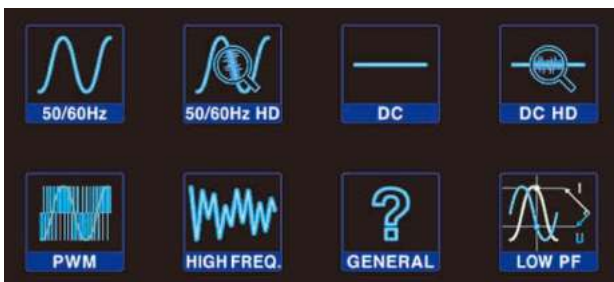 50/60Hz
50/60Hz HD
DC
DC HD
I
U
PWM
HIGH FREQ.
GENERAL
LOW PF